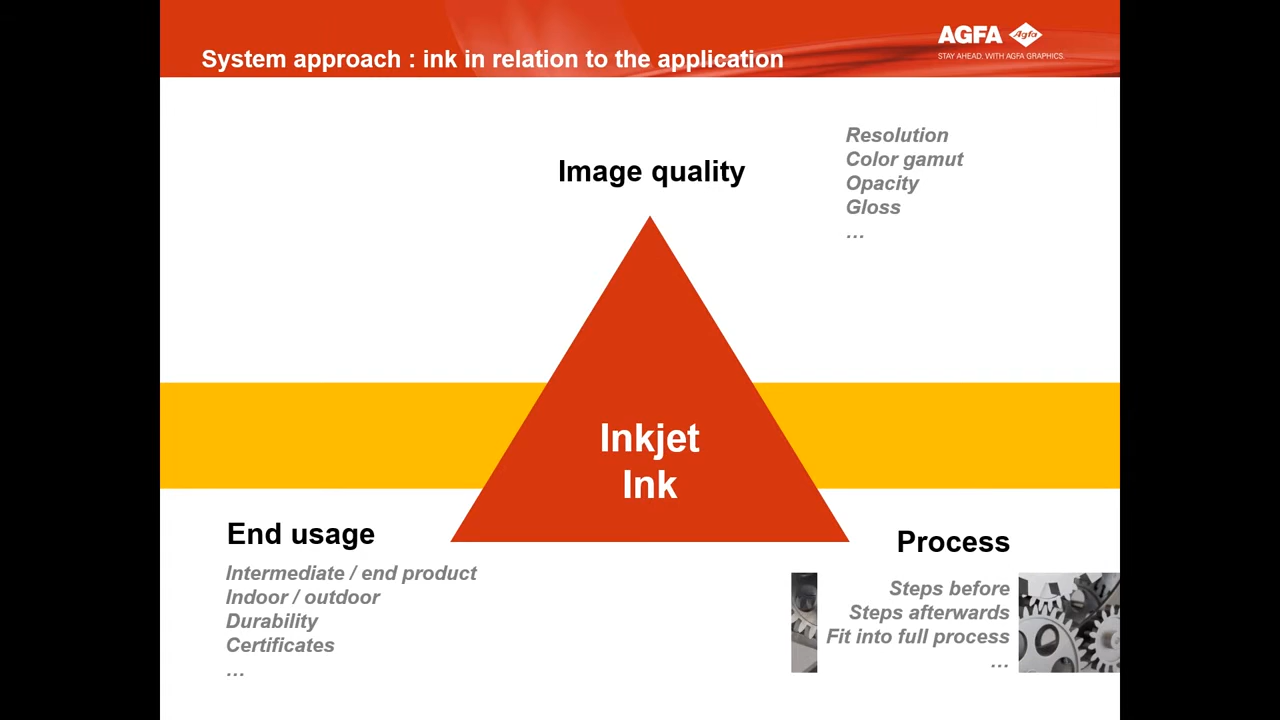 System approach : ink in relation to the application
AGFA
Agfa
STAY AHEAD. WITH AGFA GRAPHICS.
Image quality
Resolution
Color gamut
Opacity
Gloss
...
Inkjet
Ink
End usage
Intermediate / end product
Indoor / outdoor
Durability
Certificates
...
Process
Steps before
Steps afterwards
Fit into full process
...